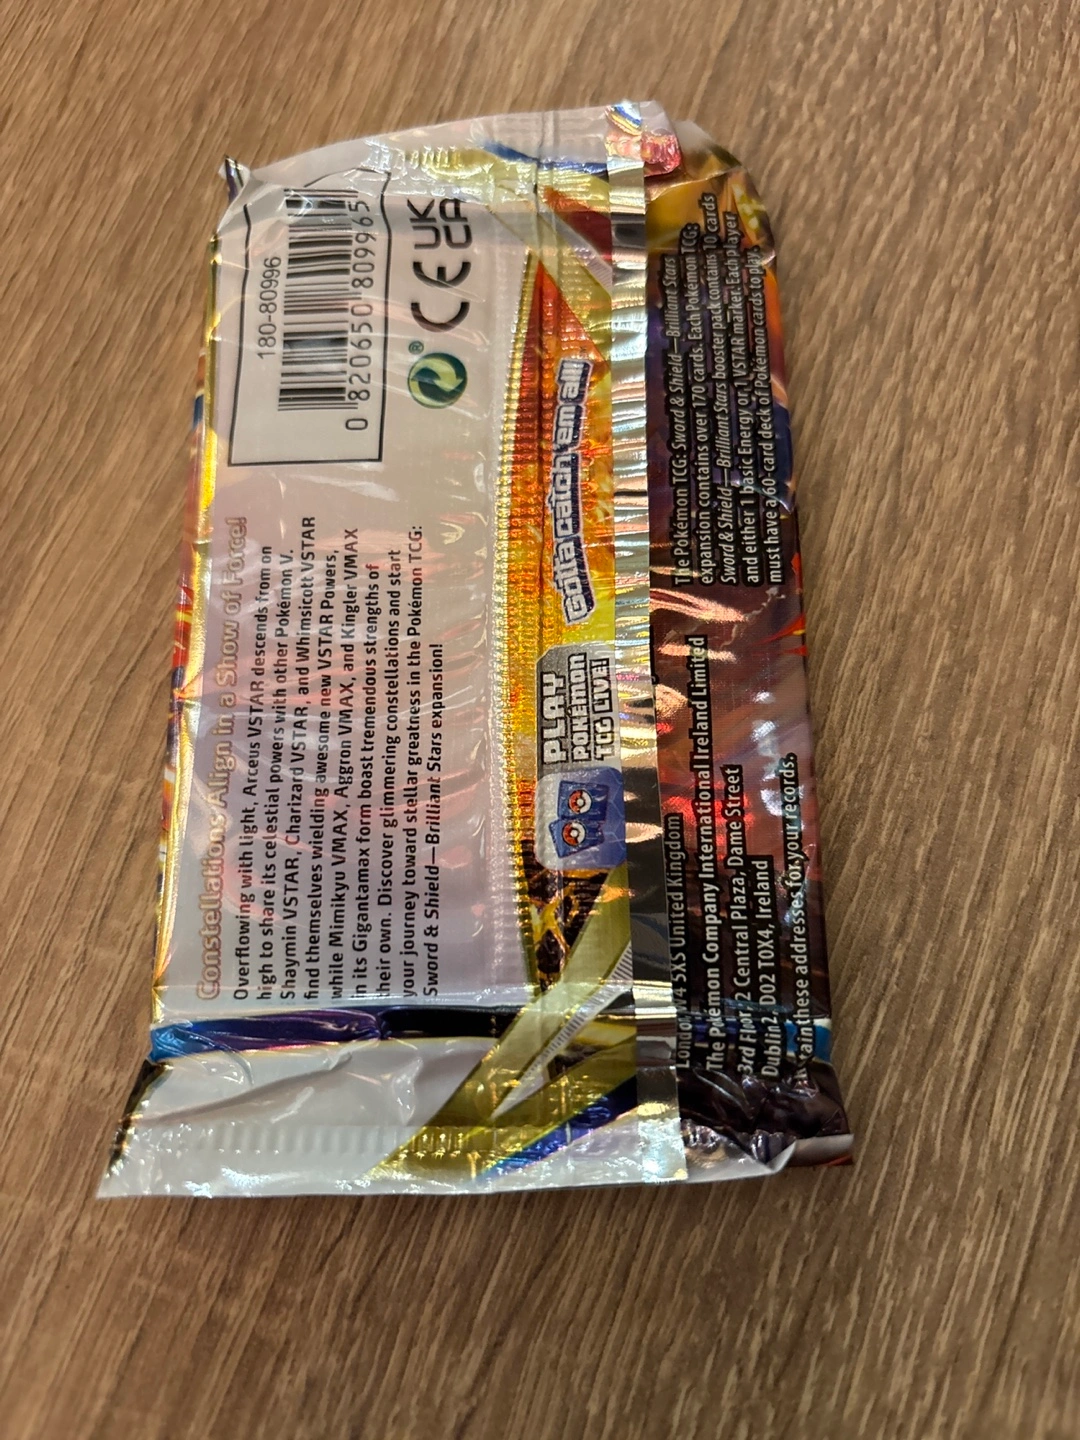 Constellations Align in a Show of Force!
Overflowing with light, Arceus VSTAR descends from on
high to share its celestial powers with other Pokémon V.
Shaymin VSTAR, Charizard VSTAR, and Whimsicott VSTAR
find themselves wielding awesome new VSTAR Powers,
while Mimikyu VMAX, Aggron VMAX, and Kingler VMAX
in its Gigantamax form boast tremendous strengths of
their own. Discover glimmering constellations and start
your journey toward stellar greatness in the Pokémon TCG:
Sword & Shield—Brilliant Stars expansion!
180-80996
0 820650 809965
CE UK
CA
PLAY
POKÉMON
TCG LIVE!
Gotta catch 'em all!
London W4 5XS United Kingdom
The Pokémon Company International Ireland Limited
3rd Floor 2 Central Plaza, Dame Street
Dublin 2, D02 T0X4, Ireland
these addresses for your records.
The Pokémon TCG: Sword & Shield—Brilliant Stars
expansion contains over 170 cards. Each Pokémon TCG:
Sword & Shield—Brilliant Stars booster pack contains 10 cards
and either 1 basic Energy or 1 VSTAR marker. Each player
must have a 60-card deck of Pokémon cards to play.